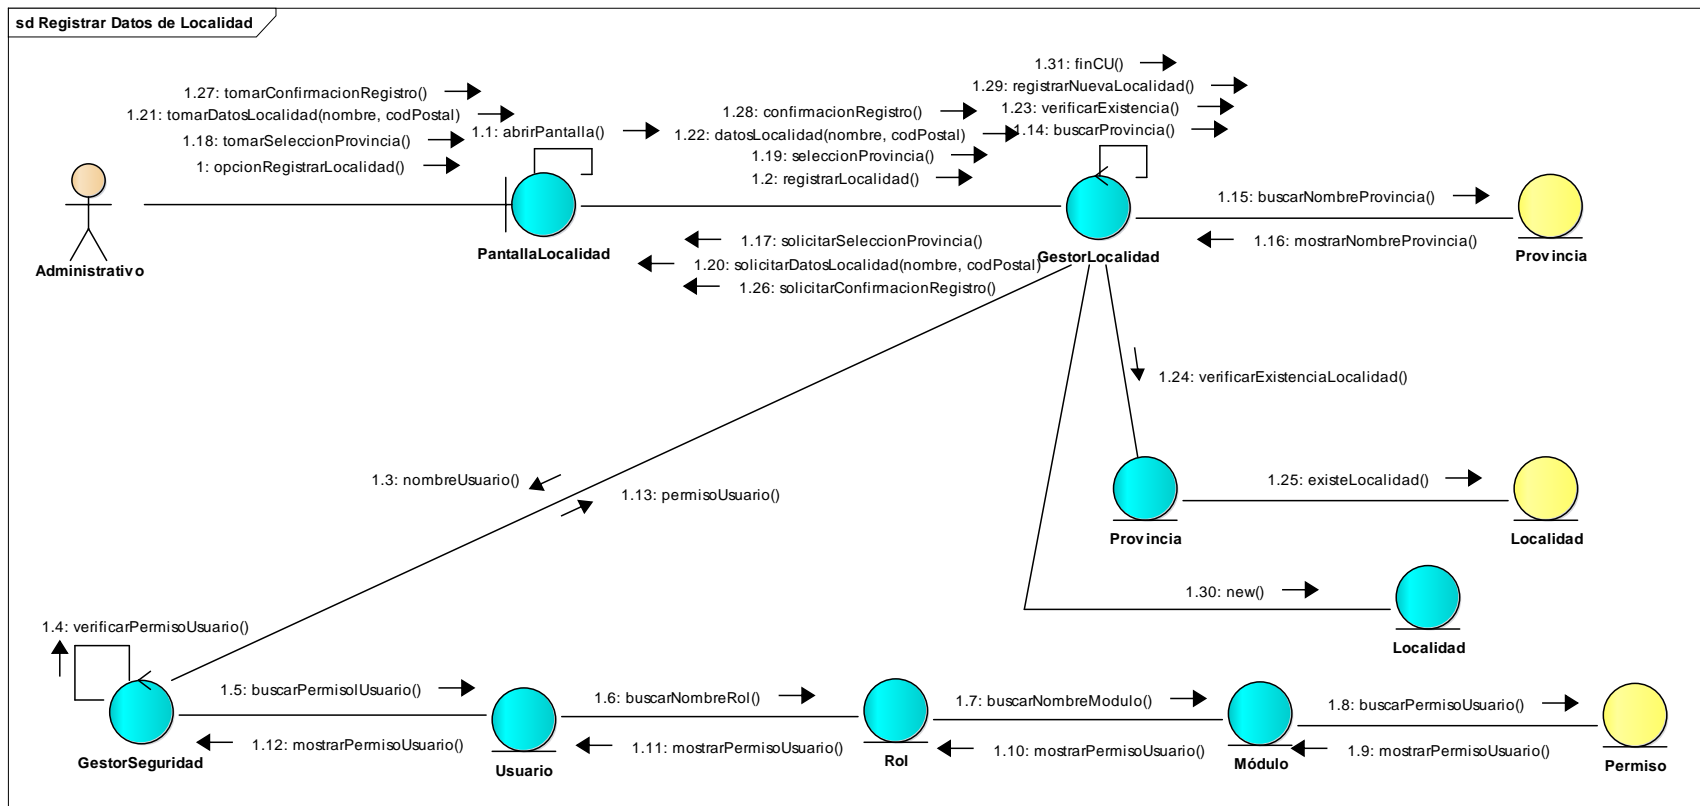 sd Registrar Datos de Localidad
1.31: finCU()
1.27: tomarConfirmacionRegistro()
1.29: registrarNuevaLocalidad()
1.21: tomarDatosLocalidad(nombre, codPostal)
1.28: confirmacionRegistro()
1.23: verificarExistencia()
1.1: abrirPantalla()
1.22: datosLocalidad(nombre, codPostal)
1.14: buscarProvincia()
1.18: tomarSeleccionProvincia()
1.19: seleccionProvincia()
1: opcionRegistrarLocalidad()
1.2: registrarLocalidad()
1.15: buscarNombreProvincia()
1.17: solicitarSeleccionProvincia()
1.16: mostrarNombreProvincia()
PantallaLocalidad
GestorLocalidad
Provincia
Administrativo
1.20: solicitarDatosLocalidad(nombre, codPostal)
1.26: solicitarConfirmacionRegistro()
1.24: verificarExistenciaLocalidad()
1.3: nombreUsuario()
1.13: permisoUsuario()
1.25: existeLocalidad()
Provincia
Localidad
1.30: new()
1.4: verificarPermisoUsuario()
Localidad
1.5: buscarPermisolUsuario()
1.6: buscarNombreRol()
1.7: buscarNombreModulo()
1.8: buscarPermisoUsuario()
1.12: mostrarPermisoUsuario()
1.11: mostrarPermisoUsuario()
1.10: mostrarPermisoUsuario()
1.9: mostrarPermisoUsuario()
GestorSeguridad
Usuario
Rol
Módulo
Permiso